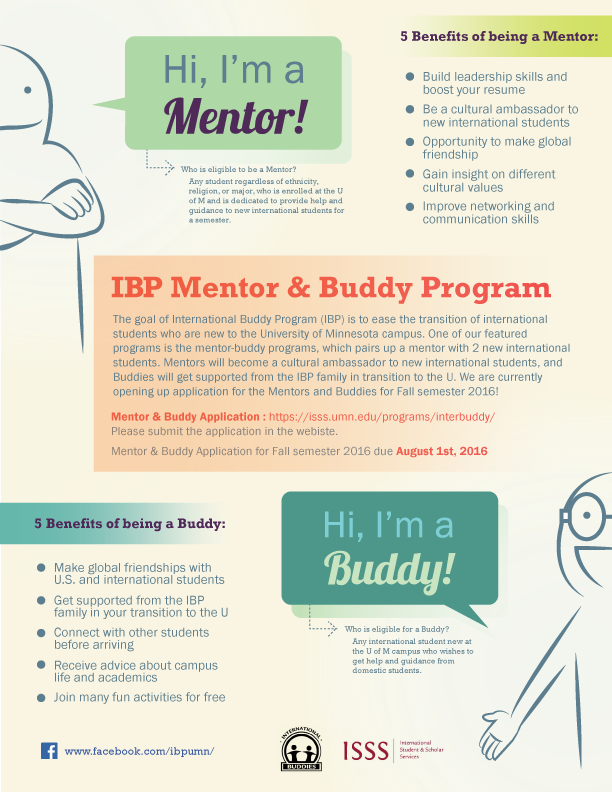 Hi, I'm a
Mentor!
Who is eligible to be a Mentor?
Any student regardless of ethnicity,
religion, or major, who is enrolled at the U
of M and is dedicated to provide help and
guidance to new international students for
a semester.
5 Benefits of being a Mentor:
Build leadership skills and
boost your resume
Be a cultural ambassador to
new international students
Opportunity to make global
friendship
Gain insight on different
cultural values
Improve networking and
communication skills
IBP Mentor & Buddy Program
The goal of International Buddy Program (IBP) is to ease the transition of international
students who are new to the University of Minnesota campus. One of our featured
programs is the mentor-buddy programs, which pairs up a mentor with 2 new international
students. Mentors will become a cultural ambassador to new international students, and
Buddies will get supported from the IBP family in transition to the U. We are currently
opening up application for the Mentors and Buddies for Fall semester 2016!
Mentor & Buddy Application : https://isss.umn.edu/programs/interbuddy/
Please submit the application in the webiste.
Mentor & Buddy Application for Fall semester 2016 due August 1st, 2016
5 Benefits of being a Buddy:
Make global friendships with
U.S. and international students
Get supported from the IBP
family in your transition to the U
Connect with other students
before arriving
Receive advice about campus
life and academics
Join many fun activities for free
Hi, I'm a
Buddy!
Who is eligible for a Buddy?
Any international student new at
the U of M campus who wishes to
get help and guidance from
domestic students.
www.facebook.com/ibpumn/
INTERNATIONAL
BUDDIES
ISSS
International
Student & Scholar
Services